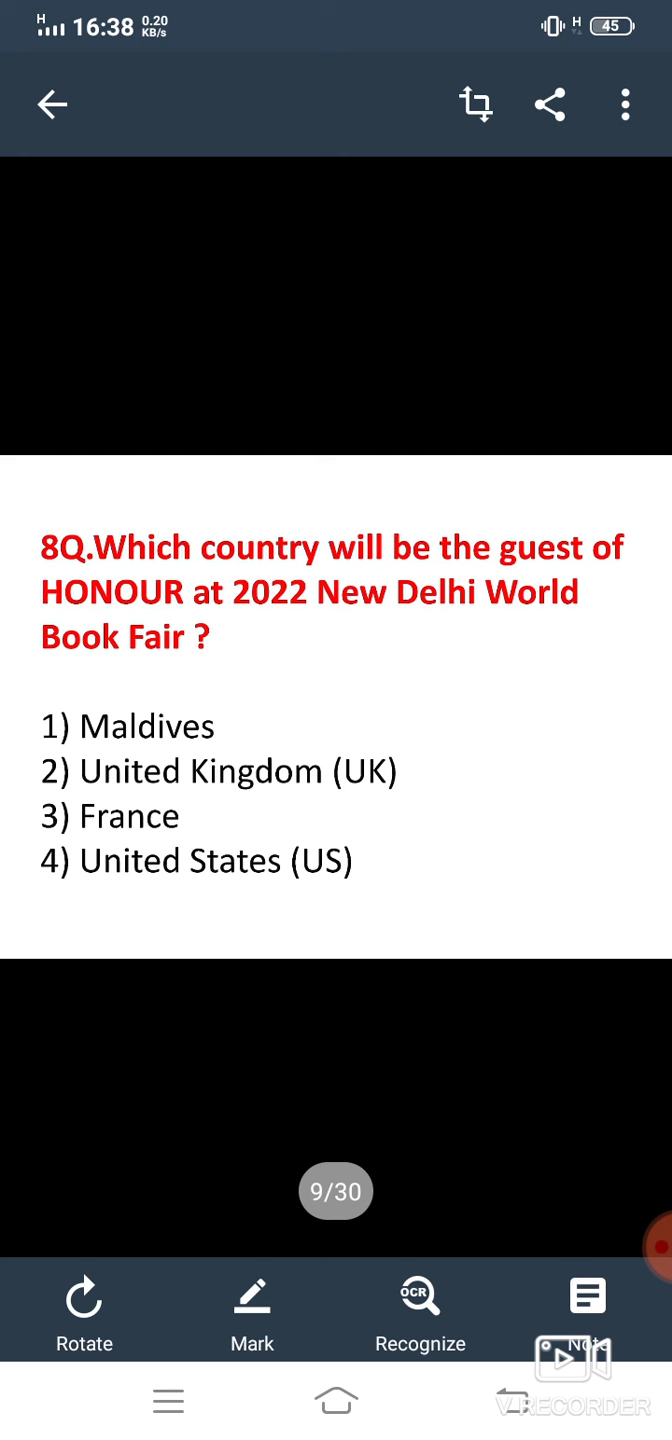 H 16:38 0.20 KB/s H 45
8Q.Which country will be the guest of
HONOUR at 2022 New Delhi World
Book Fair ?
1) Maldives
2) United Kingdom (UK)
3) France
4) United States (US)
9/30
OCR
Rotate Mark Recognize Note
V RECORDER